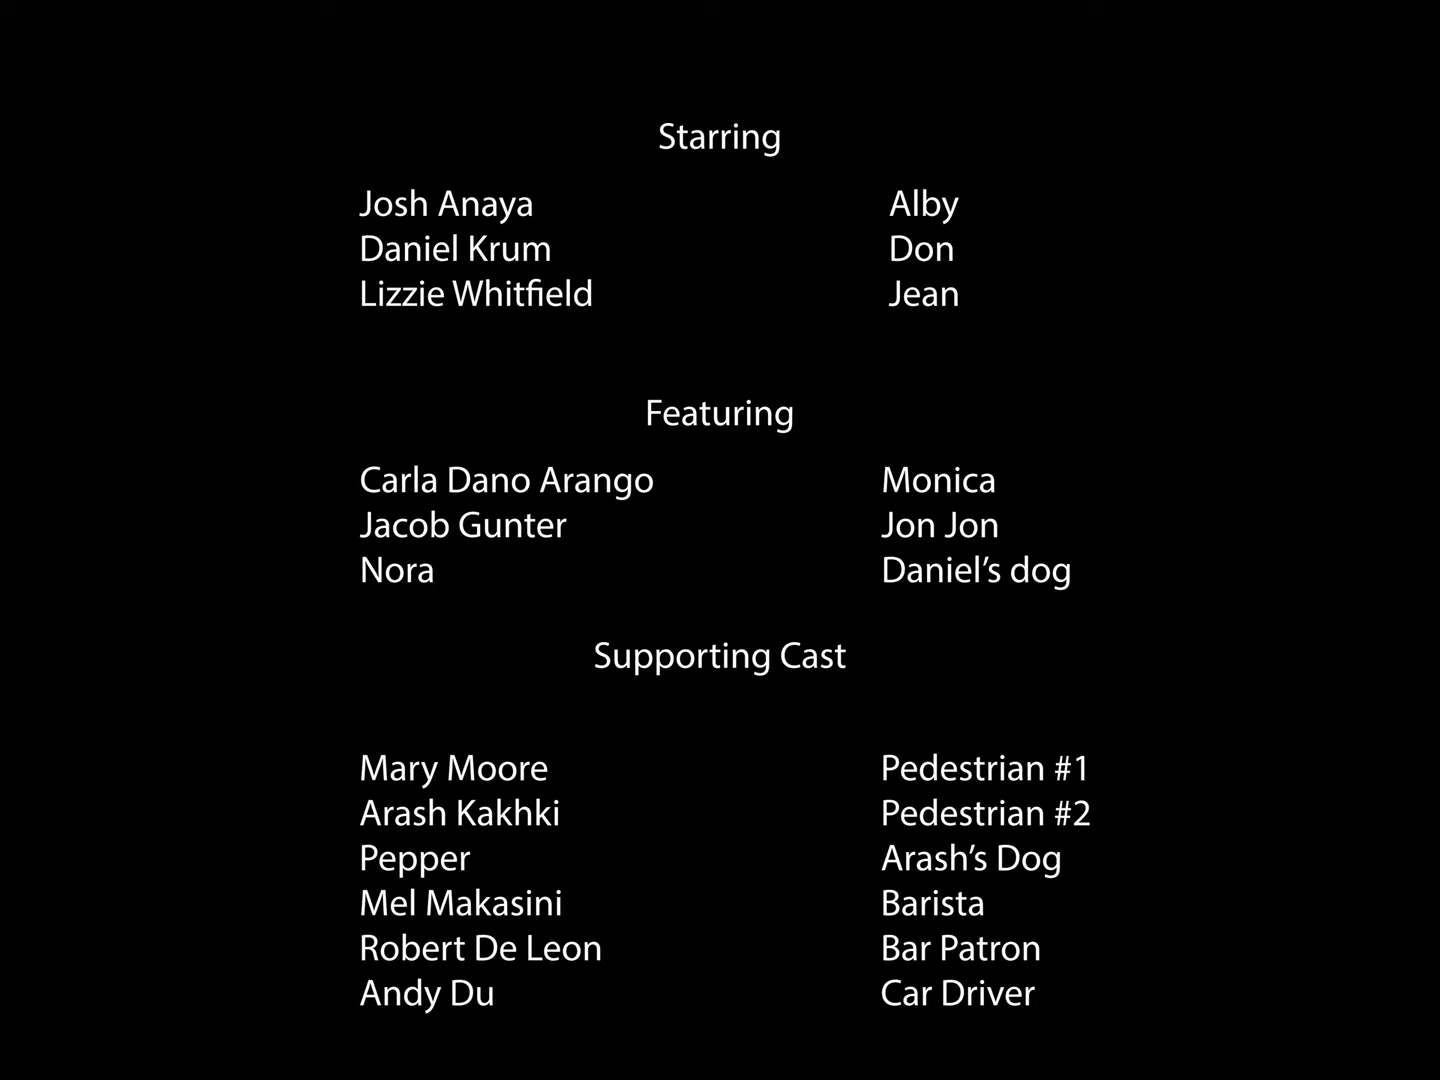 Starring
Josh Anaya Alby
Daniel Krum Don
Lizzie Whitfield Jean
Featuring
Carla Dano Arango Monica
Jacob Gunter Jon Jon
Nora Daniel’s dog
Supporting Cast
Mary Moore Pedestrian #1
Arash Kakhki Pedestrian #2
Pepper Arash’s Dog
Mel Makasini Barista
Robert De Leon Bar Patron
Andy Du Car Driver